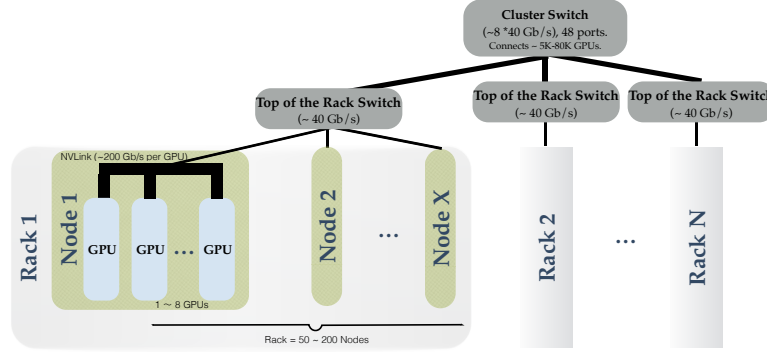 Cluster Switch
(~8 *40 Gb/s), 48 ports.
Connects ~ 5K-80K GPUs.
Top of the Rack Switch
(~ 40 Gb/s)
Top of the Rack Switch
(~ 40 Gb/s)
Top of the Rack Switch
(~ 40 Gb/s)
NVLink (~200 Gb/s per GPU)
Rack 1
Node 1
GPU
GPU
...
GPU
1 ~ 8 GPUs
Node 2
...
Node X
Rack 2
...
Rack N
Rack = 50 ~ 200 Nodes